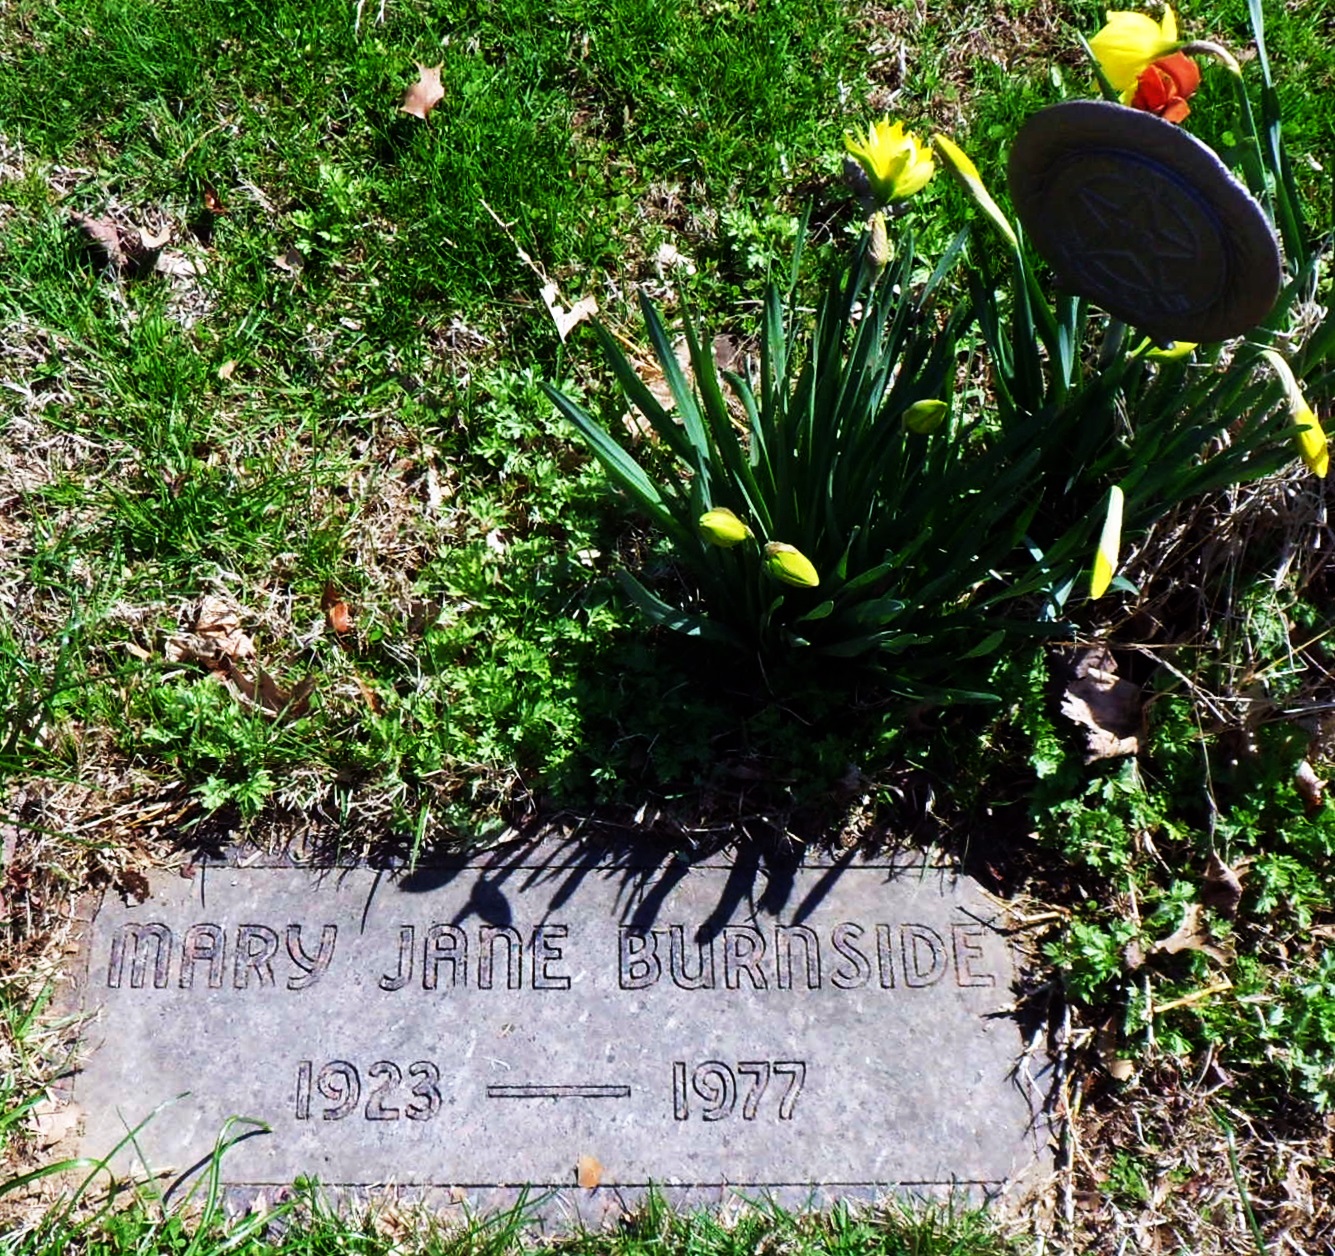 MARY JANE BURNSIDE
1923 — 1977